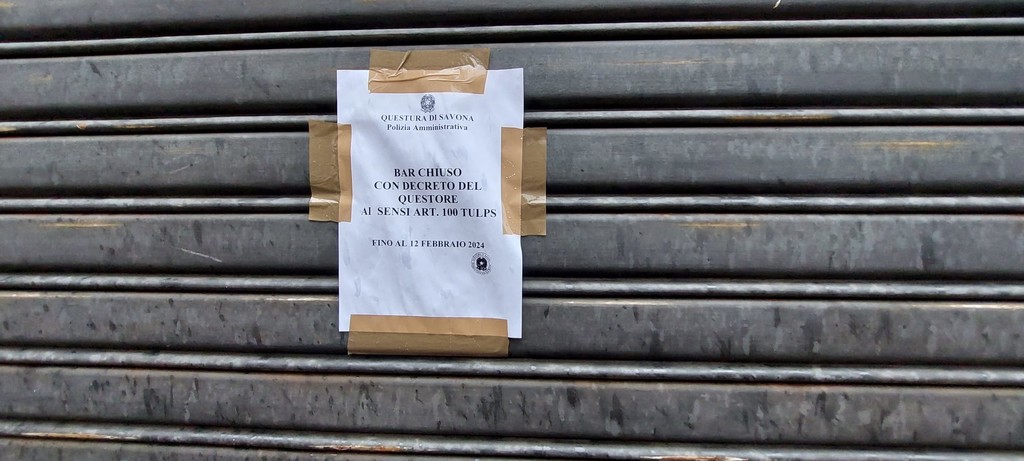 QUESTURA DI SAVONA
Polizia Amministrativa
BAR CHIUSO
CON DECRETO DEL
QUESTORE
AI SENSI ART. 100 TULPS
FINO AL 12 FEBBRAIO 2024